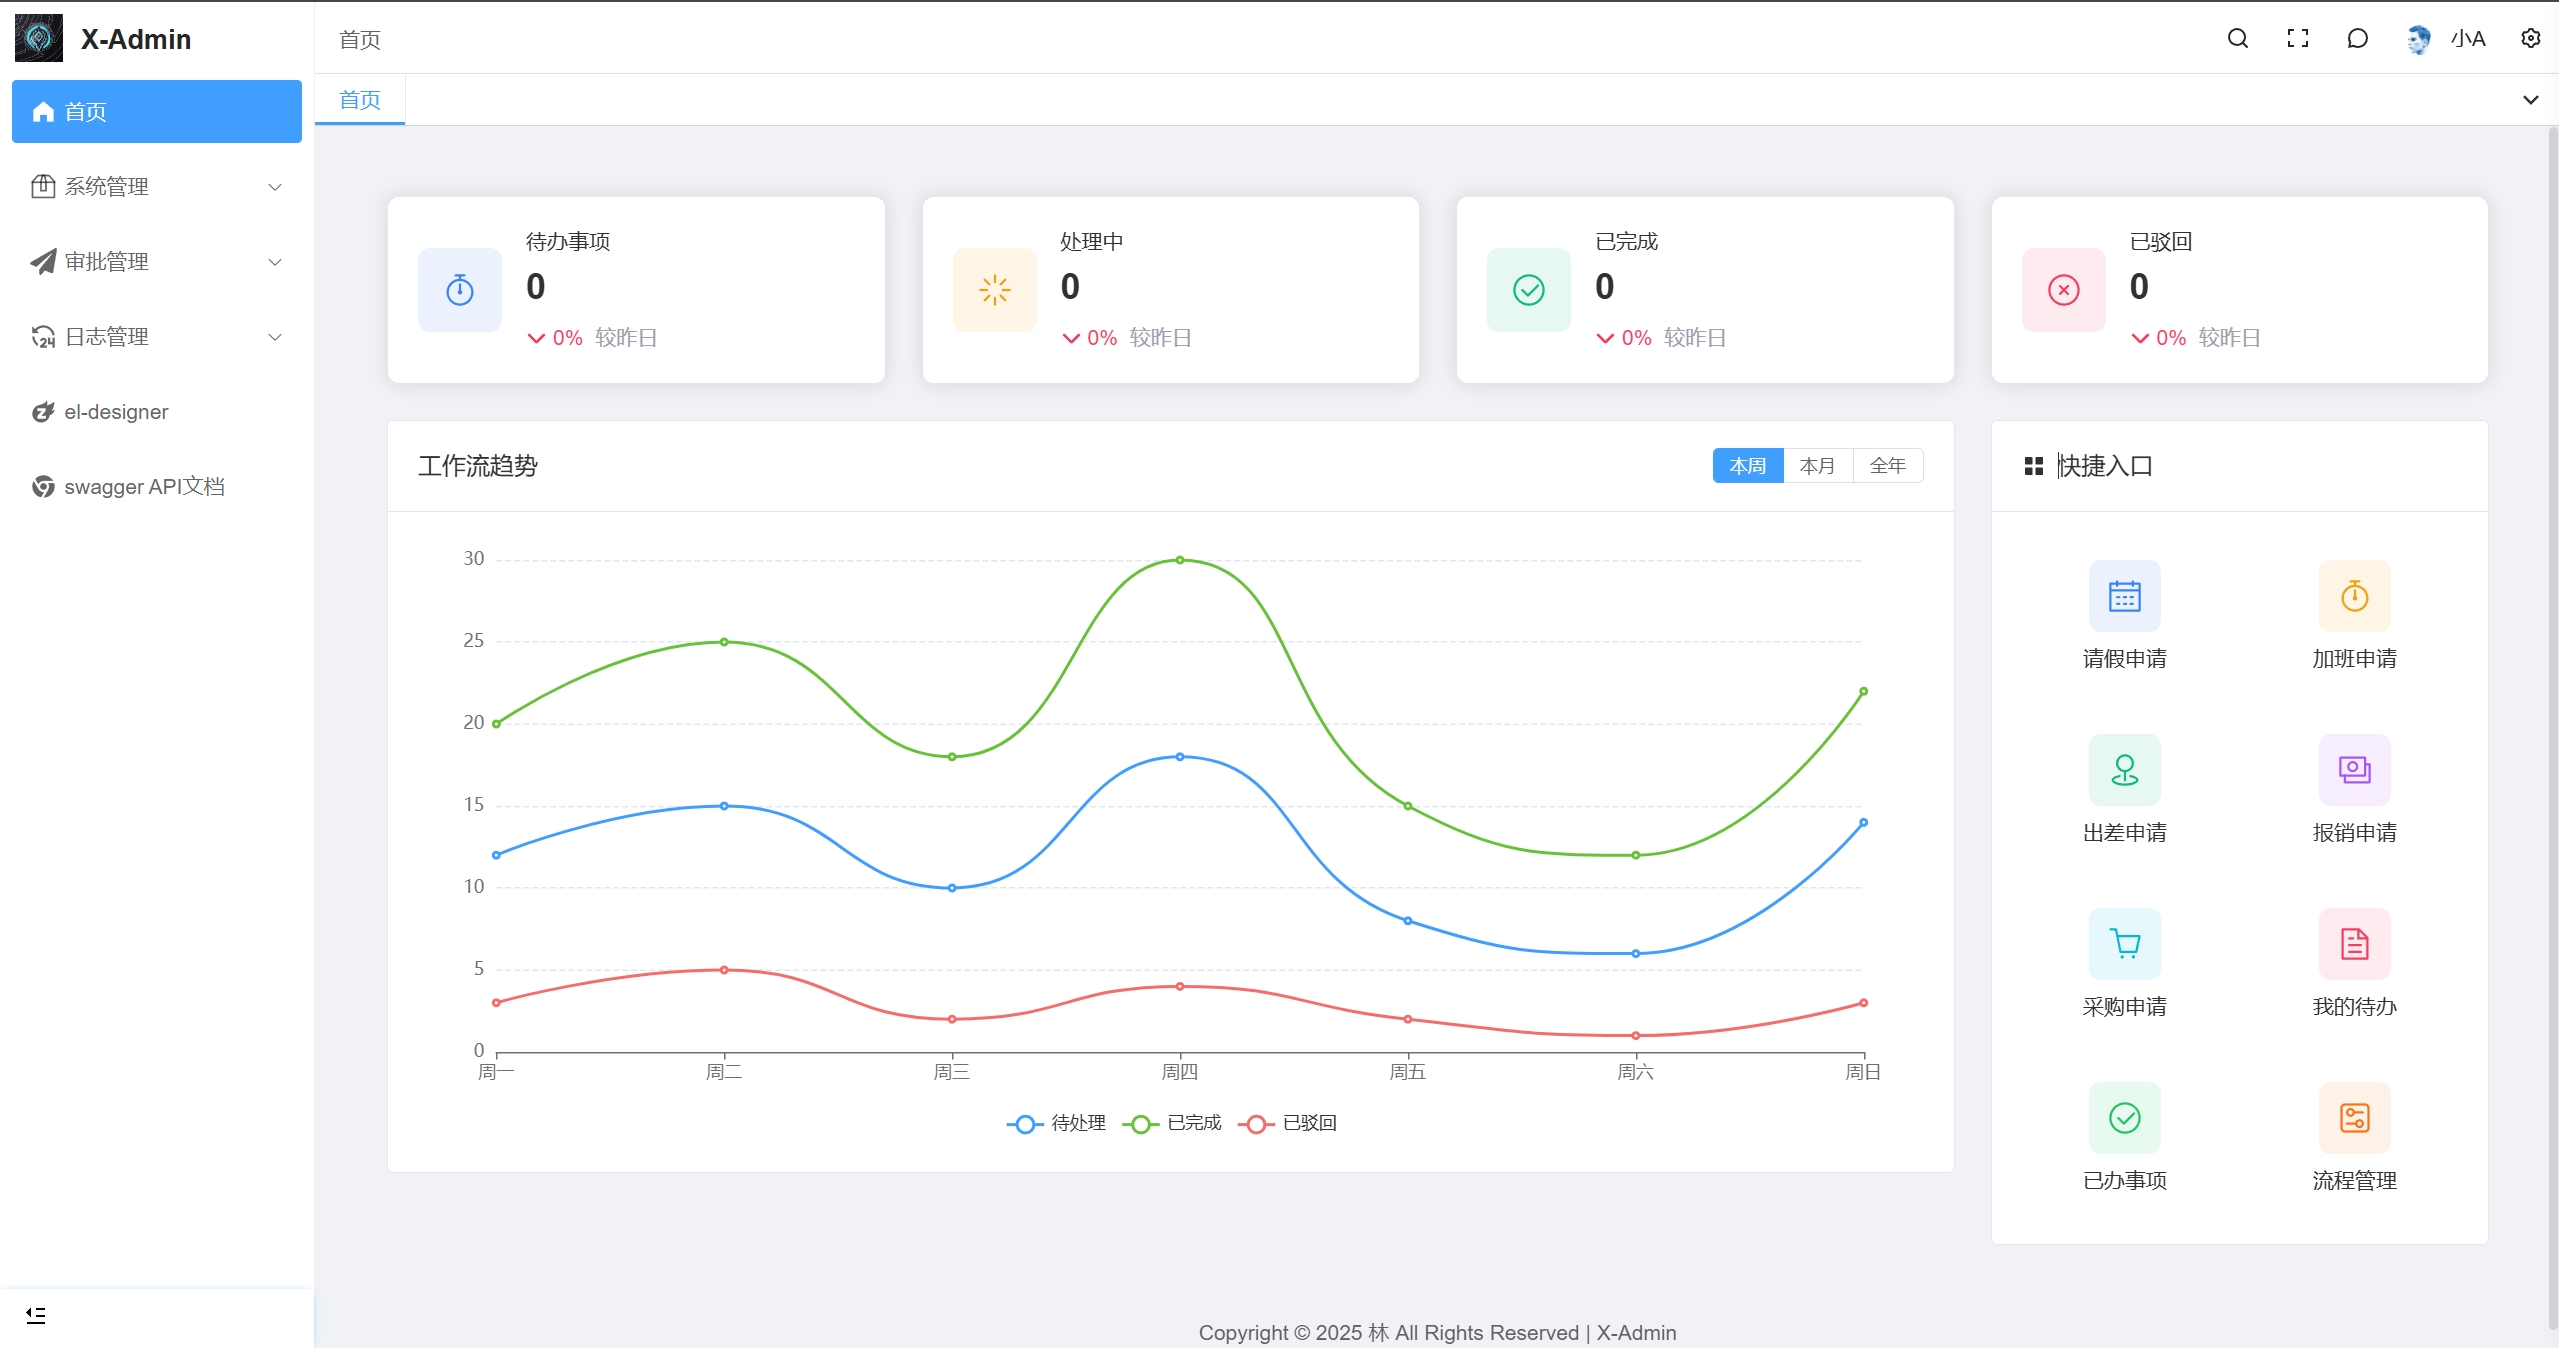 X-Admin
首页
小A
首页
首页
系统管理
审批管理
日志管理
el-designer
swagger API文档
待办事项
0
0% 较昨日
处理中
0
0% 较昨日
已完成
0
0% 较昨日
已驳回
0
0% 较昨日
工作流趋势
本周 本月 全年
30
25
20
15
10
5
0
周一 周二 周三 周四 周五 周六 周日
待处理 已完成 已驳回
快捷入口
请假申请 加班申请
出差申请 报销申请
采购申请 我的待办
已办事项 流程管理
Copyright © 2025 林 All Rights Reserved | X-Admin